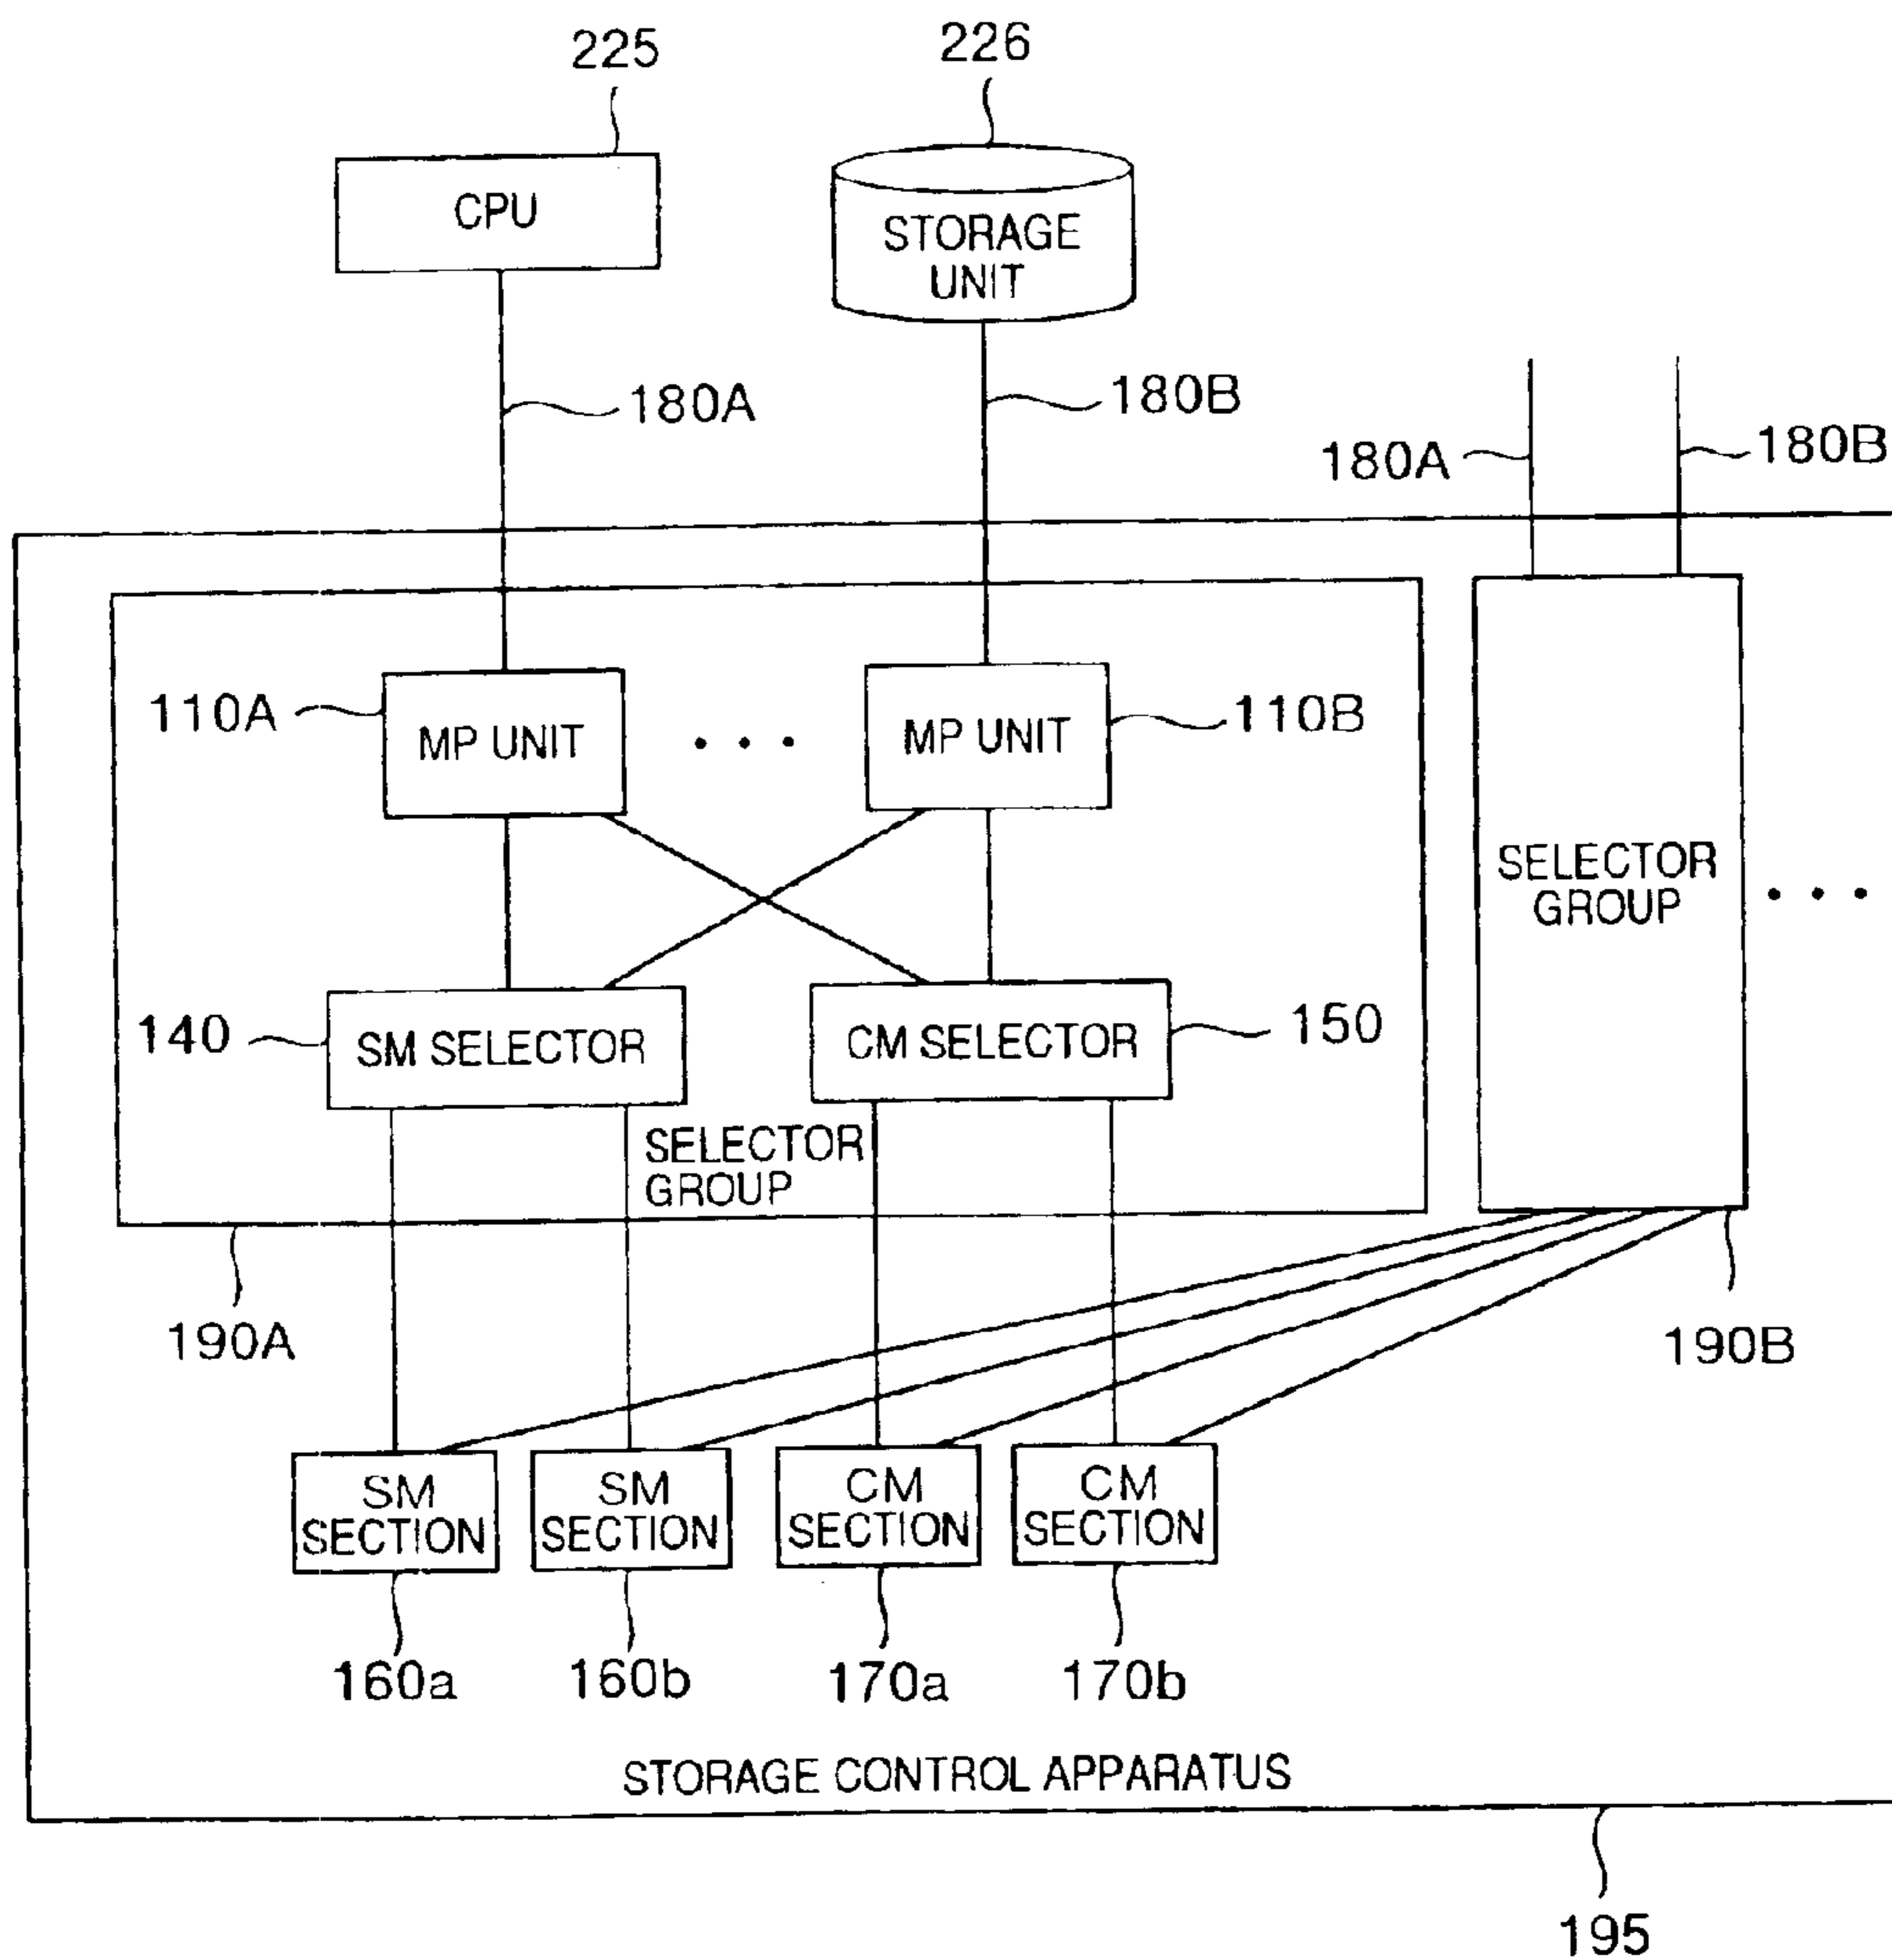 225
226
CPU
STORAGE
UNIT
180A
180B
180A
180B
110A
MP UNIT
• • •
MP UNIT
110B
SELECTOR
GROUP
• • •
140
SM SELECTOR
CM SELECTOR
150
SELECTOR
GROUP
190A
190B
SM
SECTION
SM
SECTION
CM
SECTION
CM
SECTION
160a
160b
170a
170b
STORAGE CONTROL APPARATUS
195